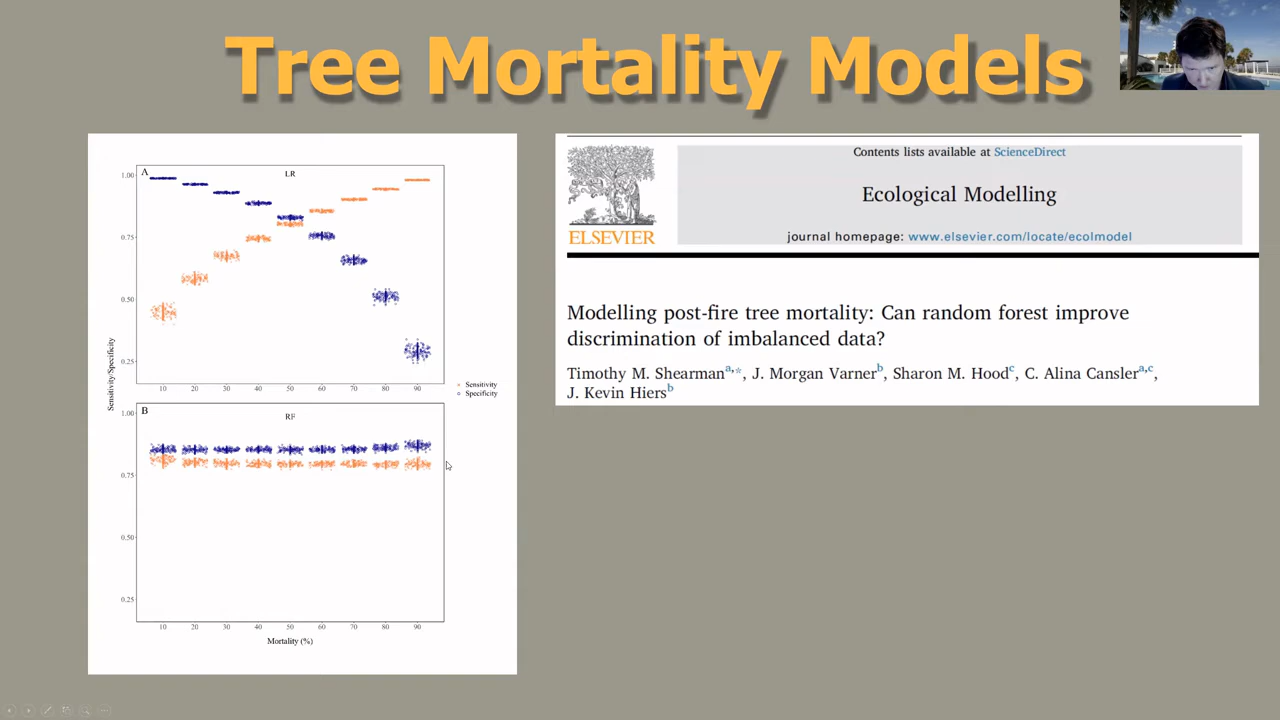 Tree Mortality Models
A
LR
1.00
0.75
0.50
0.25
10 20 30 40 50 60 70 80 90
Sensitivity/Specificity
Sensitivity
Specificity
B
RF
1.00
0.75
0.50
0.25
10 20 30 40 50 60 70 80 90
Mortality (%)
ELSEVIER
Contents lists available at ScienceDirect
Ecological Modelling
journal homepage: www.elsevier.com/locate/ecolmodel
Modelling post-fire tree mortality: Can random forest improve
discrimination of imbalanced data?
Timothy M. Shearman a,*, J. Morgan Varner b, Sharon M. Hood c, C. Alina Cansler a,c,
J. Kevin Hiers b